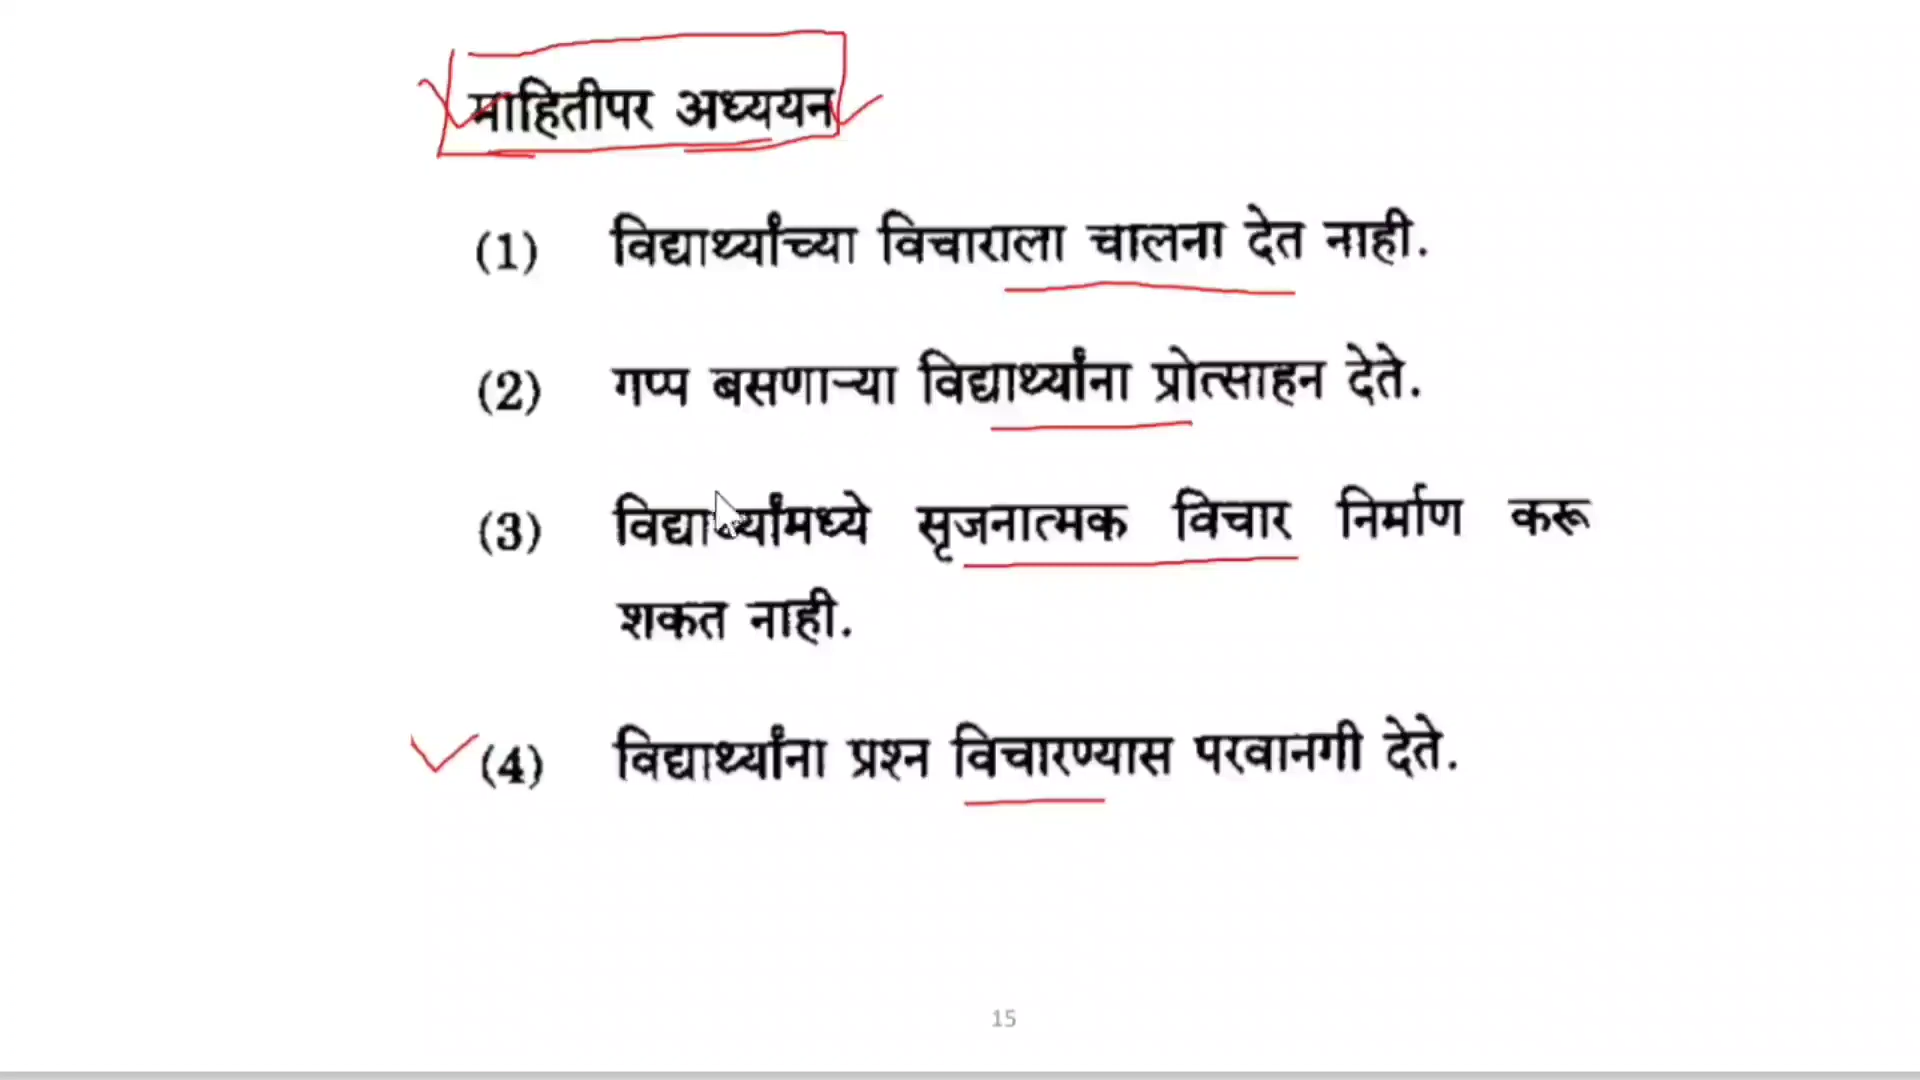 माहितीपर अध्ययन
(1) विद्यार्थ्यांच्या विचाराला चालना देत नाही.
(2) गप्प बसणाऱ्या विद्यार्थ्यांना प्रोत्साहन देते.
(3) विद्यार्थ्यांमध्ये सृजनात्मक विचार निर्माण करू
शकत नाही.
(4) विद्यार्थ्यांना प्रश्न विचारण्यास परवानगी देते.
15